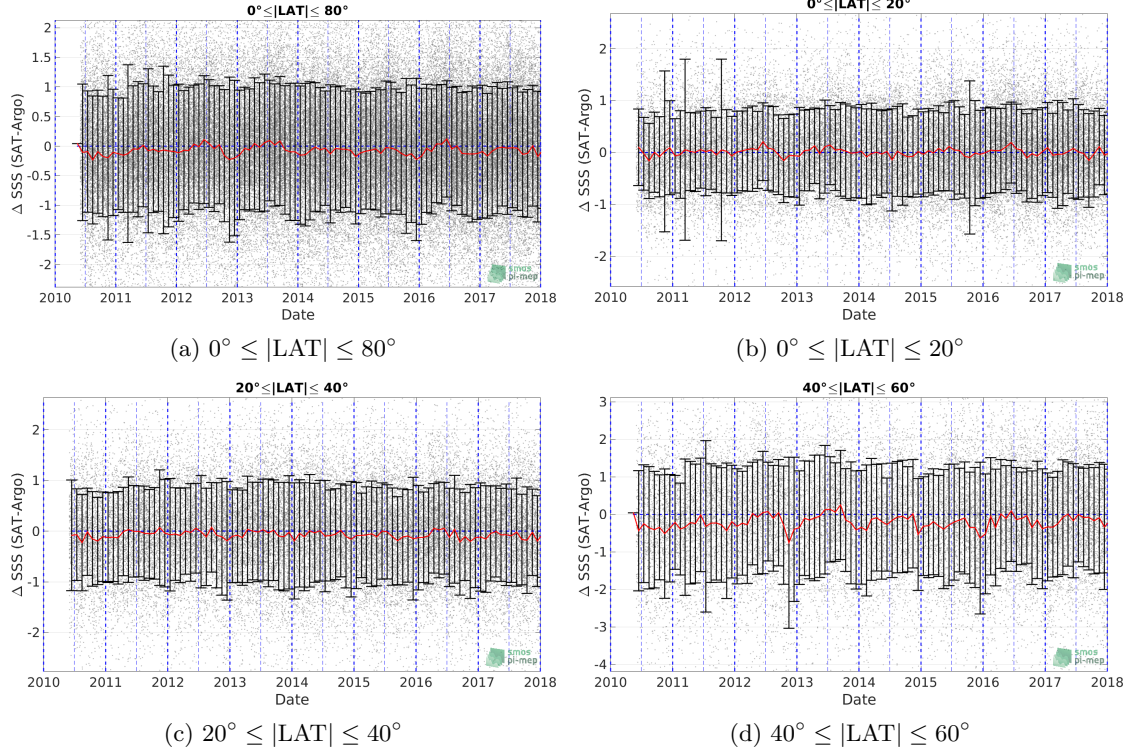 0°≤|LAT|≤ 80°
2
1.5
1
0.5
0
-0.5
-1
-1.5
-2
Δ SSS (SAT-Argo)
2010 2011 2012 2013 2014 2015 2016 2017 2018
Date
smos
pi-mep
(a) 0° ≤ |LAT| ≤ 80°
0°≤|LAT|≤ 20°
2
1
0
-1
-2
Δ SSS (SAT-Argo)
2010 2011 2012 2013 2014 2015 2016 2017 2018
Date
smos
pi-mep
(b) 0° ≤ |LAT| ≤ 20°
20°≤|LAT|≤ 40°
2
1
0
-1
-2
Δ SSS (SAT-Argo)
2010 2011 2012 2013 2014 2015 2016 2017 2018
Date
smos
pi-mep
(c) 20° ≤ |LAT| ≤ 40°
40°≤|LAT|≤ 60°
3
2
1
0
-1
-2
-3
-4
Δ SSS (SAT-Argo)
2010 2011 2012 2013 2014 2015 2016 2017 2018
Date
smos
pi-mep
(d) 40° ≤ |LAT| ≤ 60°